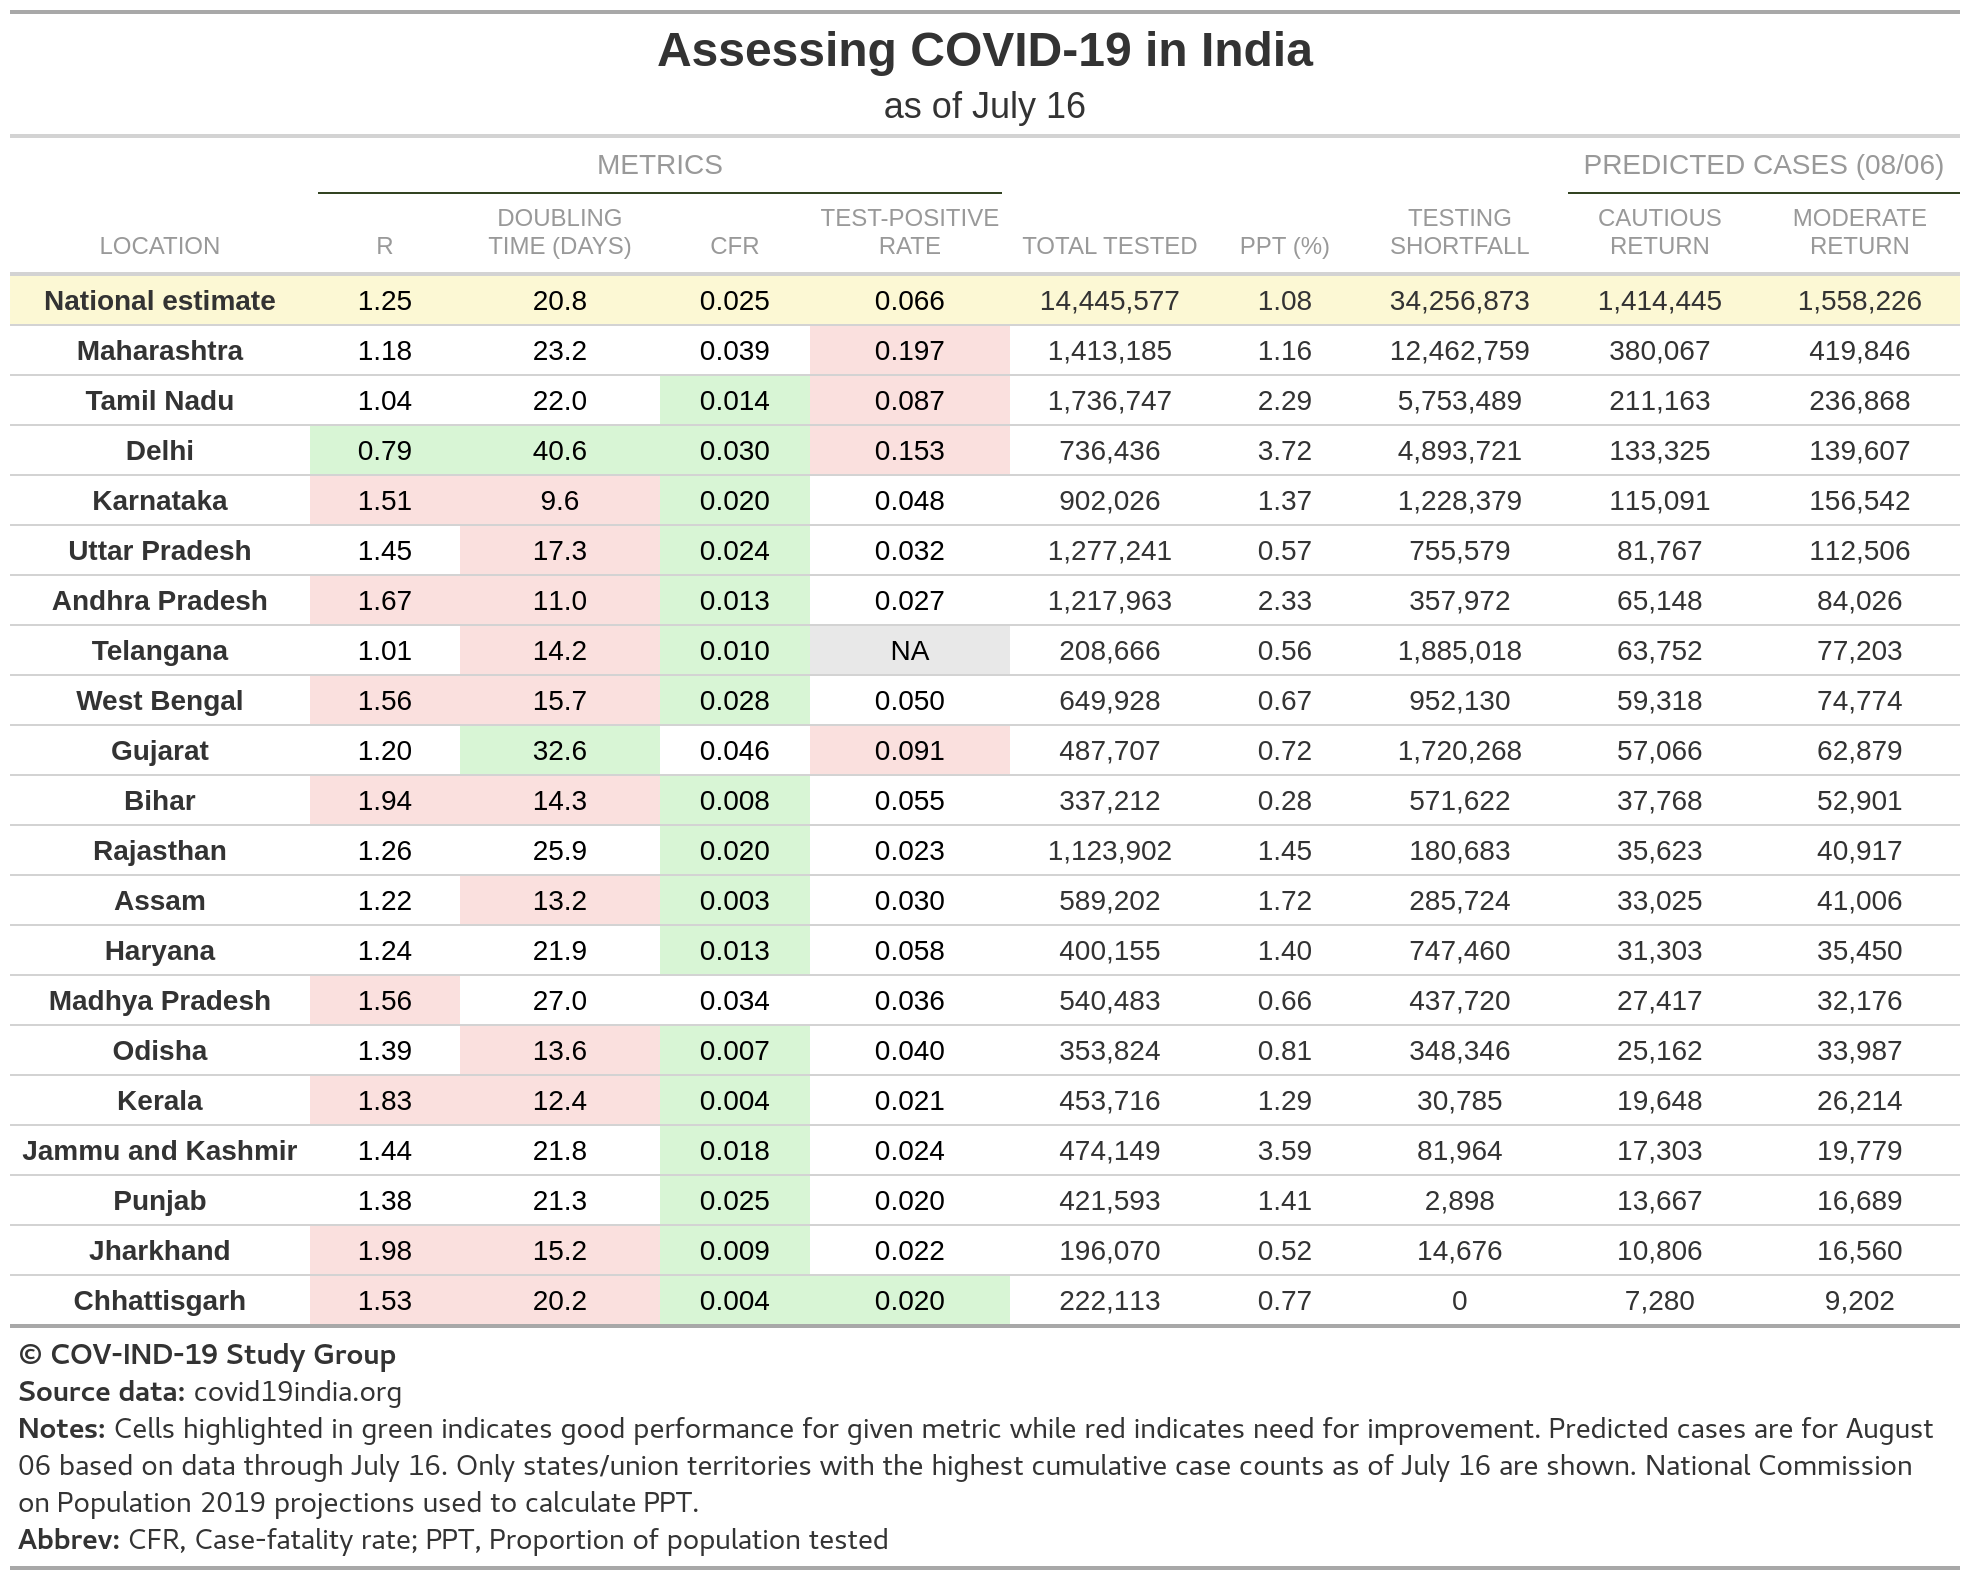 Assessing COVID-19 in India
as of July 16
METRICS PREDICTED CASES (08/06)
LOCATION R DOUBLING TIME (DAYS) CFR TEST-POSITIVE RATE TOTAL TESTED PPT (%) TESTING SHORTFALL CAUTIOUS RETURN MODERATE RETURN
National estimate 1.25 20.8 0.025 0.066 14,445,577 1.08 34,256,873 1,414,445 1,558,226
Maharashtra 1.18 23.2 0.039 0.197 1,413,185 1.16 12,462,759 380,067 419,846
Tamil Nadu 1.04 22.0 0.014 0.087 1,736,747 2.29 5,753,489 211,163 236,868
Delhi 0.79 40.6 0.030 0.153 736,436 3.72 4,893,721 133,325 139,607
Karnataka 1.51 9.6 0.020 0.048 902,026 1.37 1,228,379 115,091 156,542
Uttar Pradesh 1.45 17.3 0.024 0.032 1,277,241 0.57 755,579 81,767 112,506
Andhra Pradesh 1.67 11.0 0.013 0.027 1,217,963 2.33 357,972 65,148 84,026
Telangana 1.01 14.2 0.010 NA 208,666 0.56 1,885,018 63,752 77,203
West Bengal 1.56 15.7 0.028 0.050 649,928 0.67 952,130 59,318 74,774
Gujarat 1.20 32.6 0.046 0.091 487,707 0.72 1,720,268 57,066 62,879
Bihar 1.94 14.3 0.008 0.055 337,212 0.28 571,622 37,768 52,901
Rajasthan 1.26 25.9 0.020 0.023 1,123,902 1.45 180,683 35,623 40,917
Assam 1.22 13.2 0.003 0.030 589,202 1.72 285,724 33,025 41,006
Haryana 1.24 21.9 0.013 0.058 400,155 1.40 747,460 31,303 35,450
Madhya Pradesh 1.56 27.0 0.034 0.036 540,483 0.66 437,720 27,417 32,176
Odisha 1.39 13.6 0.007 0.040 353,824 0.81 348,346 25,162 33,987
Kerala 1.83 12.4 0.004 0.021 453,716 1.29 30,785 19,648 26,214
Jammu and Kashmir 1.44 21.8 0.018 0.024 474,149 3.59 81,964 17,303 19,779
Punjab 1.38 21.3 0.025 0.020 421,593 1.41 2,898 13,667 16,689
Jharkhand 1.98 15.2 0.009 0.022 196,070 0.52 14,676 10,806 16,560
Chhattisgarh 1.53 20.2 0.004 0.020 222,113 0.77 0 7,280 9,202
© COV-IND-19 Study Group
Source data: covid19india.org
Notes: Cells highlighted in green indicates good performance for given metric while red indicates need for improvement. Predicted cases are for August
06 based on data through July 16. Only states/union territories with the highest cumulative case counts as of July 16 are shown. National Commission
on Population 2019 projections used to calculate PPT.
Abbrev: CFR, Case-fatality rate; PPT, Proportion of population tested